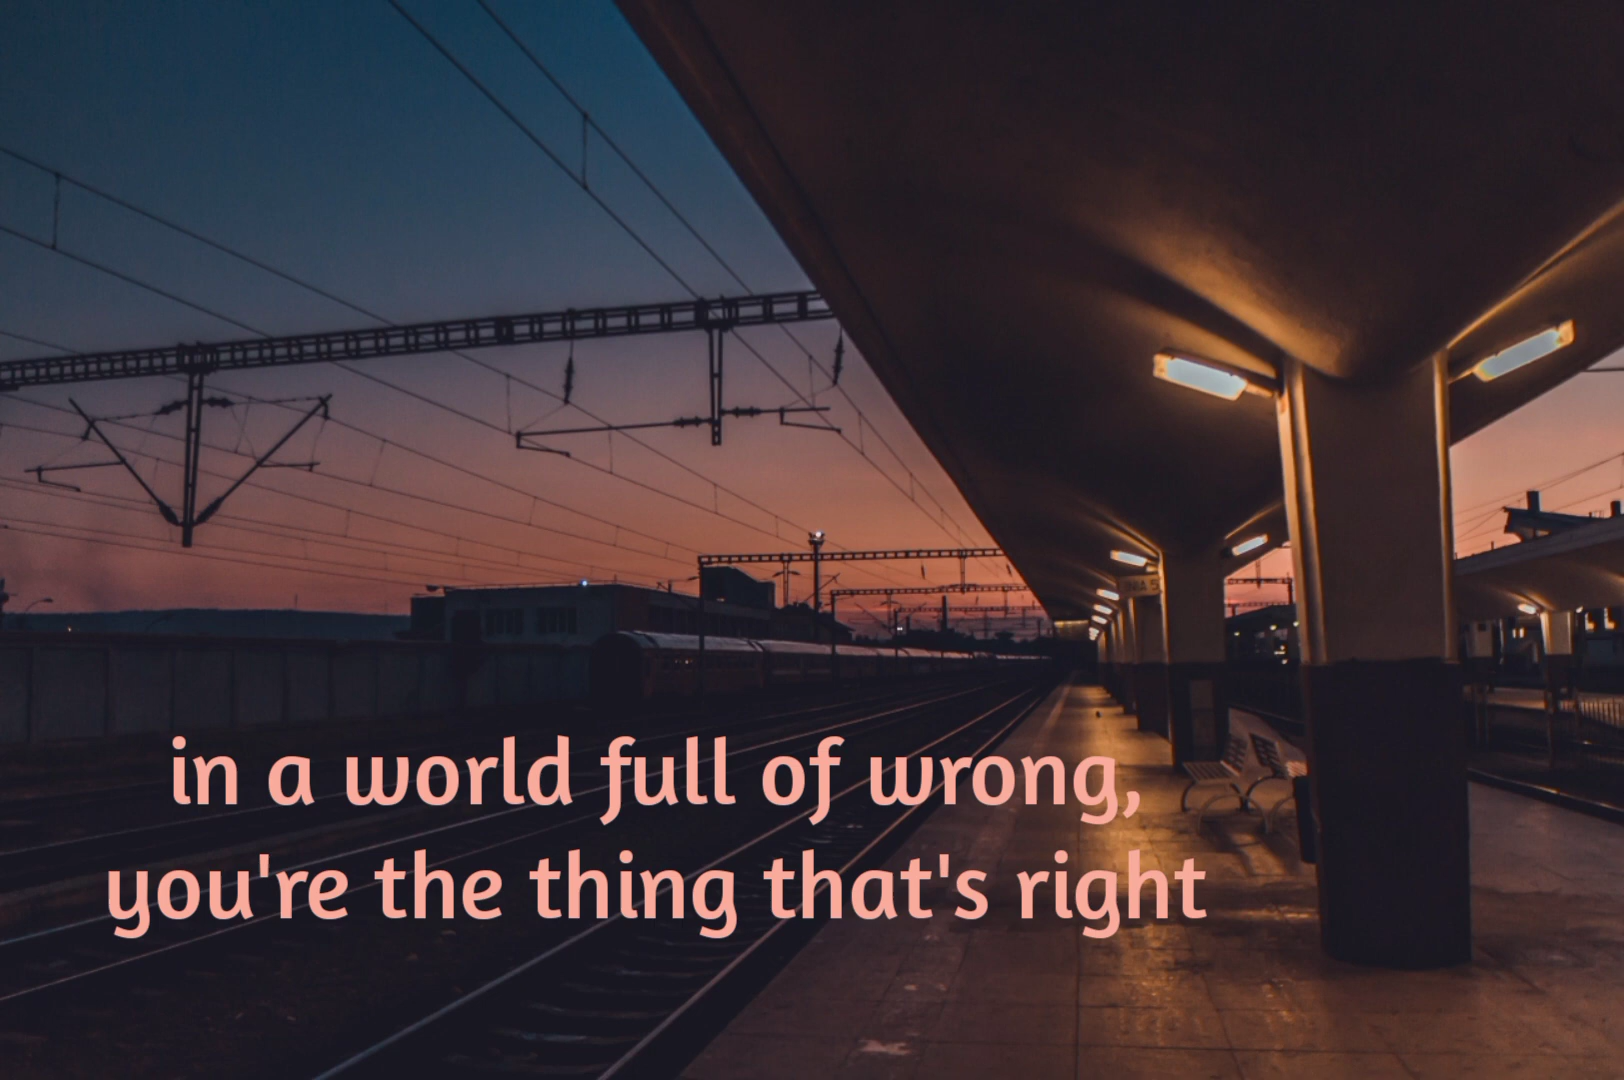 in a world full of wrong,
you're the thing that's right